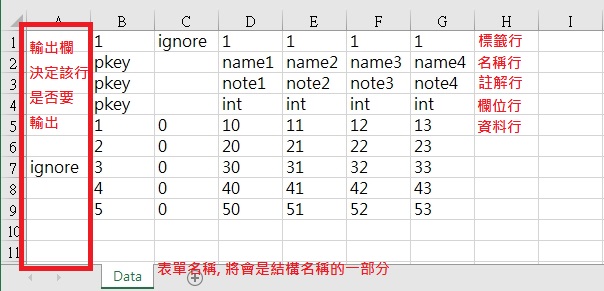 A B C D E F G H I
1 1 ignore 1 1 1 1 標籤行
輸出欄
2 pkey name1 name2 name3 name4 名稱行
決定該行
3 pkey note1 note2 note3 note4 註解行
是否要
4 pkey int int int int 欄位行
輸出
5 1 0 10 11 12 13 資料行
6 2 0 20 21 22 23
7 ignore 3 0 30 31 32 33
8 4 0 40 41 42 43
9 5 0 50 51 52 53
10
11
Data 表單名稱, 將會是結構名稱的一部分